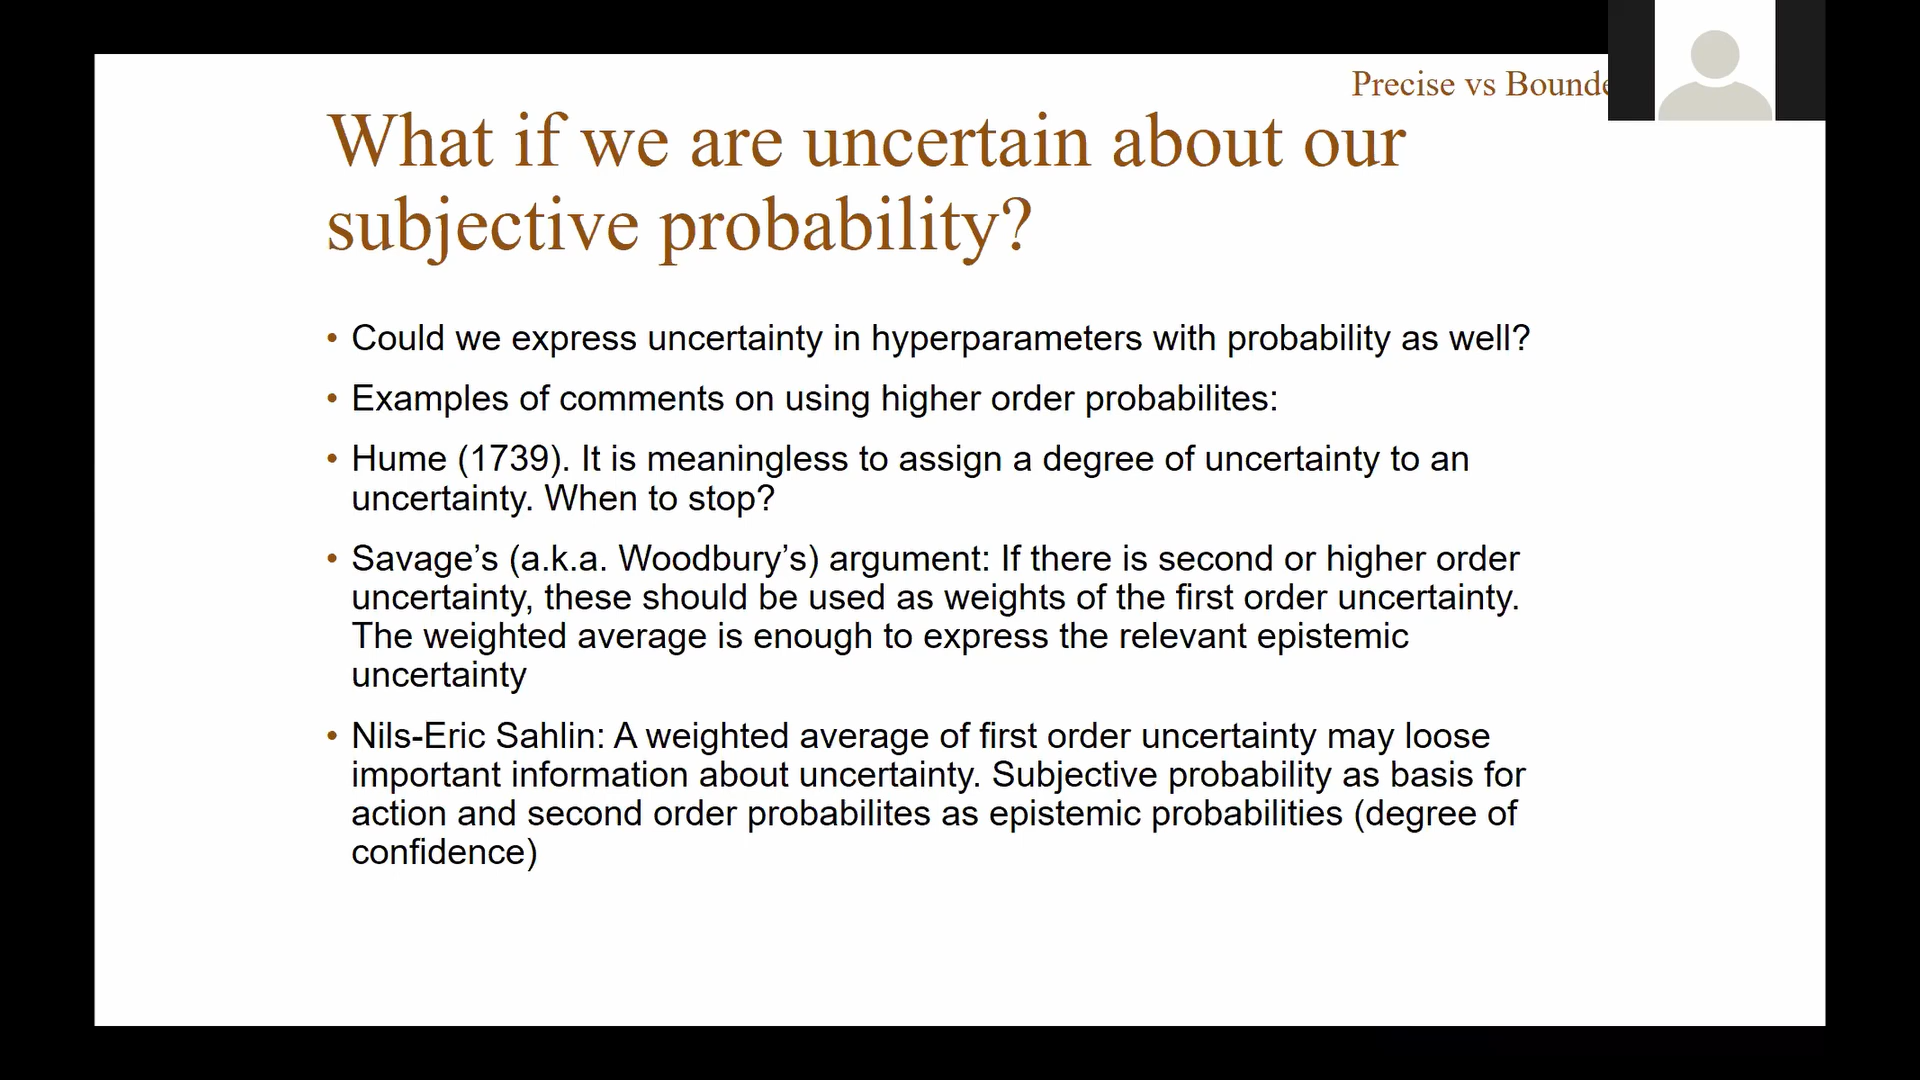 Precise vs Bounde
What if we are uncertain about our
subjective probability?
• Could we express uncertainty in hyperparameters with probability as well?
• Examples of comments on using higher order probabilites:
• Hume (1739). It is meaningless to assign a degree of uncertainty to an
uncertainty. When to stop?
• Savage’s (a.k.a. Woodbury’s) argument: If there is second or higher order
uncertainty, these should be used as weights of the first order uncertainty.
The weighted average is enough to express the relevant epistemic
uncertainty
• Nils-Eric Sahlin: A weighted average of first order uncertainty may loose
important information about uncertainty. Subjective probability as basis for
action and second order probabilites as epistemic probabilities (degree of
confidence)